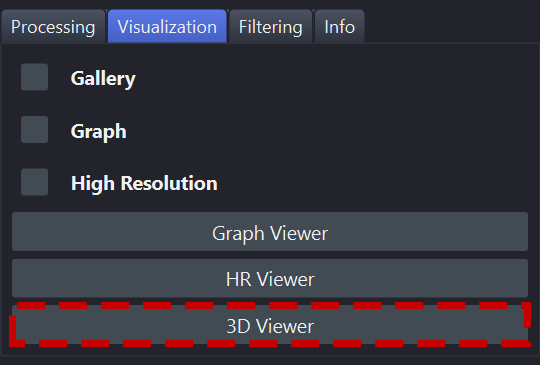 Processing Visualization Filtering Info
Gallery
Graph
High Resolution
Graph Viewer
HR Viewer
3D Viewer